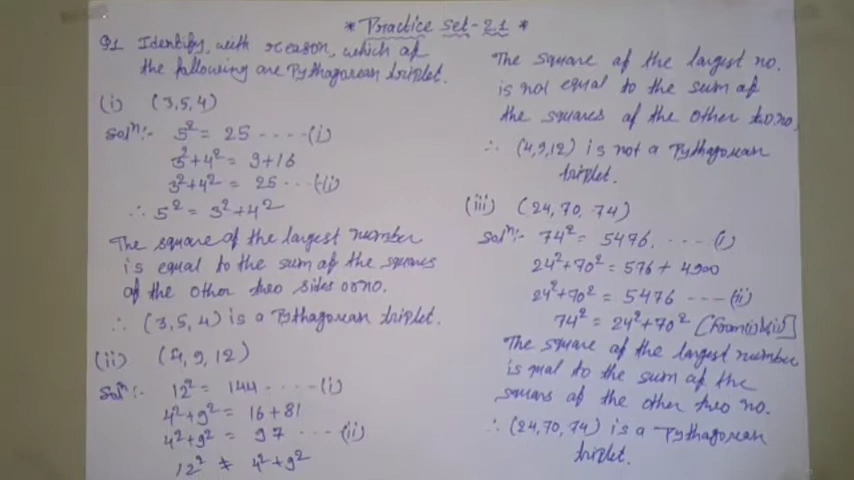 * Practice Set-2.1 *
Q1 Identify, with reason, which of
the following are Pythagorean triplet.
(i) (3,5,4)
Solⁿ:- 5² = 25 ----(i)
3²+4² = 9+16
3²+4² = 25 ---(ii)
∴ 5² = 3²+4²
The square of the largest number
is equal to the sum of the squares
of the other two sides or no.
∴ (3,5,4) is a Pythagorean triplet.
(ii) (4,9,12)
Solⁿ:- 12² = 144 ----(i)
4²+9² = 16+81
4²+9² = 97 ---(ii)
12² ≠ 4²+9²
The square of the largest no.
is not equal to the sum of
the squares of the other two no.
∴ (4,9,12) is not a Pythagorean
triplet.
(iii) (24,70,74)
Solⁿ:- 74² = 5476. ----(i)
24²+70² = 576+4900
24²+70² = 5476 ----(ii)
74² = 24²+70² [from(i)&(ii)]
The square of the largest number
is qual to the sum of the
squars of the other two no.
∴ (24,70,74) is a Pythagorean
triplet.